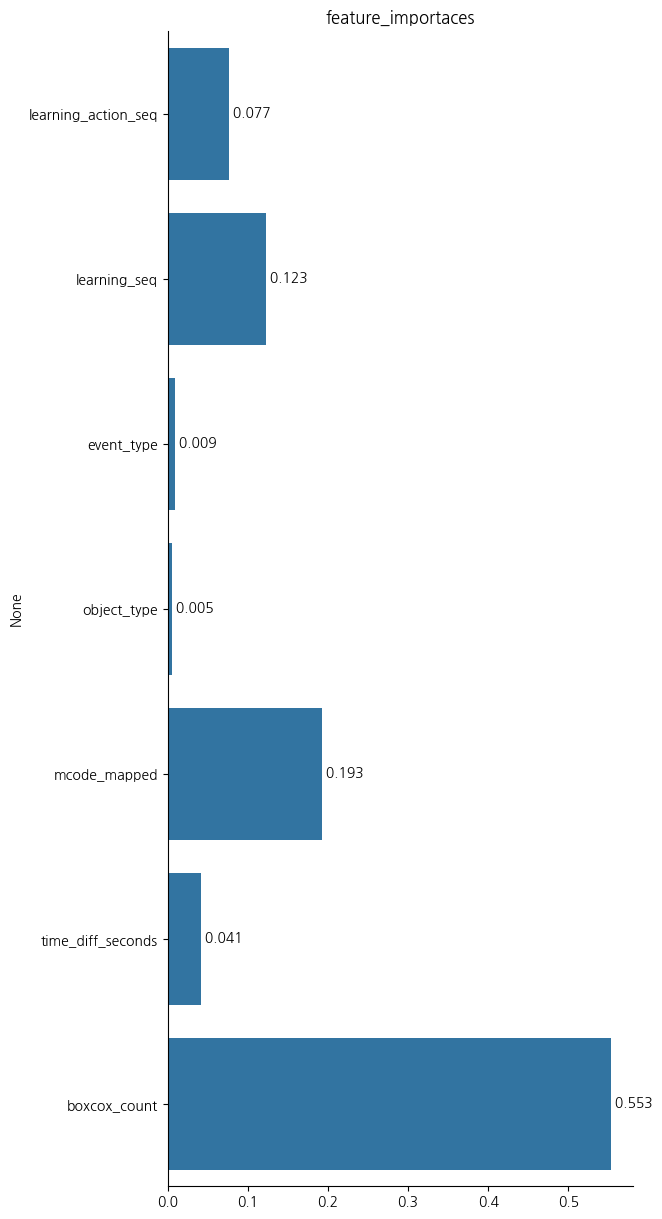 feature_importaces
learning_action_seq
0.077
learning_seq
0.123
event_type
0.009
object_type
0.005
None
mcode_mapped
0.193
time_diff_seconds
0.041
boxcox_count
0.553
0.0 0.1 0.2 0.3 0.4 0.5